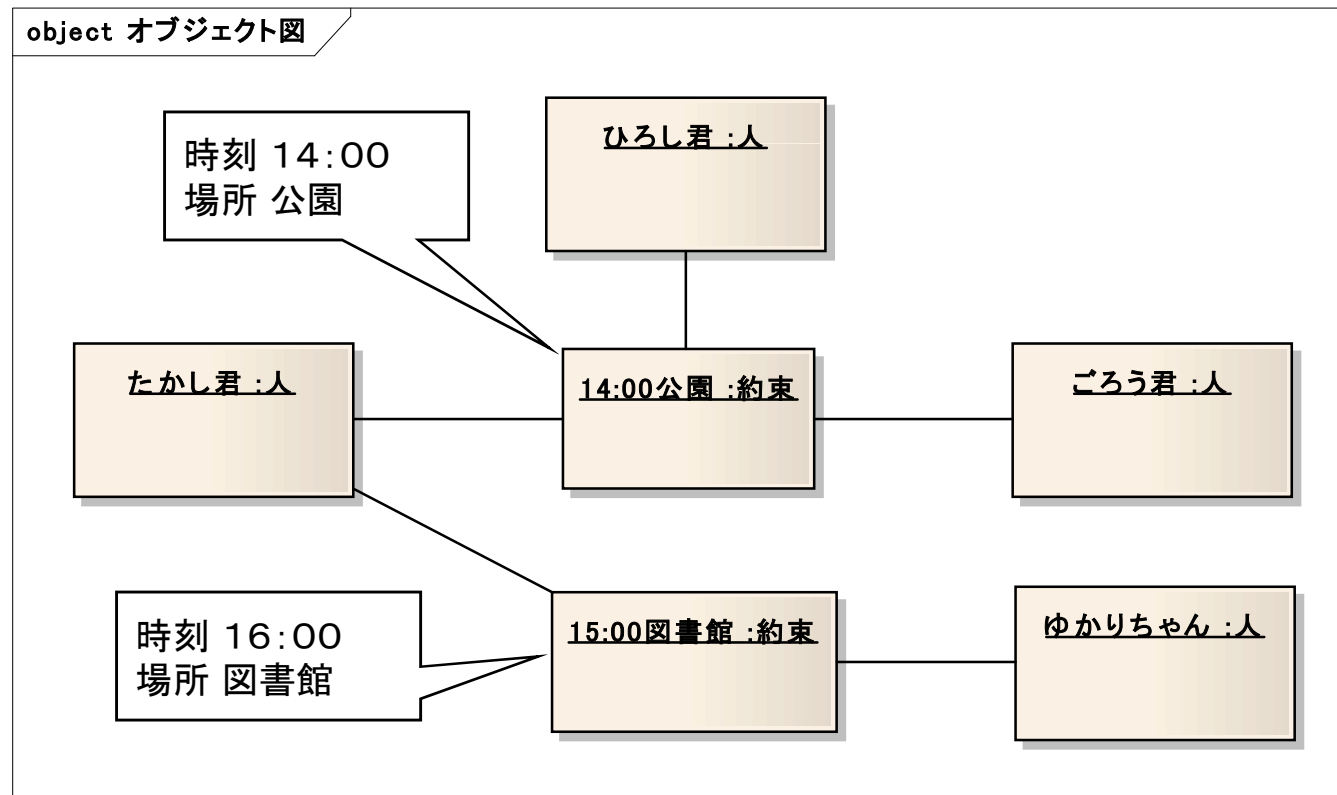 object オブジェクト図
ひろし君 :人
時刻 14:00
場所 公園
たかし君 :人
14:00公園 :約束
ごろう君 :人
時刻 16:00
場所 図書館
15:00図書館 :約束
ゆかりちゃん :人